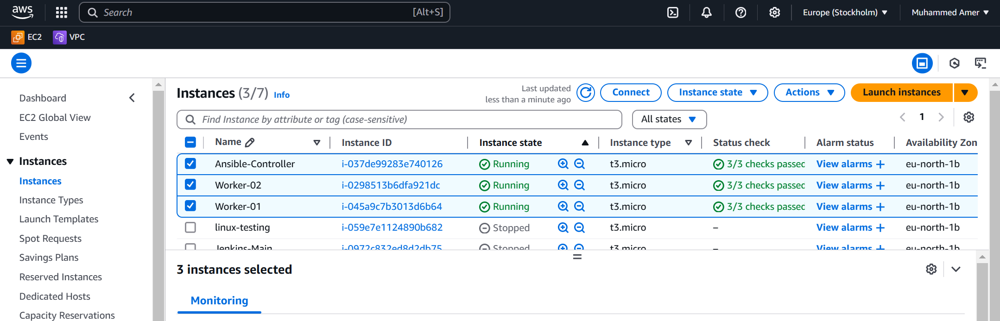 aws Search [Alt+S] Europe (Stockholm) Muhammed Amer
EC2 VPC
Dashboard
EC2 Global View
Events
Instances
Instances
Instance Types
Launch Templates
Spot Requests
Savings Plans
Reserved Instances
Dedicated Hosts
Capacity Reservations
Instances (3/7) Info
Last updated
less than a minute ago
Connect Instance state Actions Launch instances
Find Instance by attribute or tag (case-sensitive) All states 1
Name Instance ID Instance state Instance type Status check Alarm status Availability Zon
Ansible-Controller i-037de99283e740126 Running t3.micro 3/3 checks passed View alarms + eu-north-1b
Worker-02 i-0298513b6dfa921dc Running t3.micro 3/3 checks passed View alarms + eu-north-1b
Worker-01 i-045a9c7b3013d6b64 Running t3.micro 3/3 checks passed View alarms + eu-north-1b
linux-testing i-059e7e1124890b682 Stopped t3.micro – View alarms + eu-north-1b
Jenkins-Main i-0972c832ed8d2db75 Stopped t3.micro – View alarms + eu-north-1b
3 instances selected
Monitoring